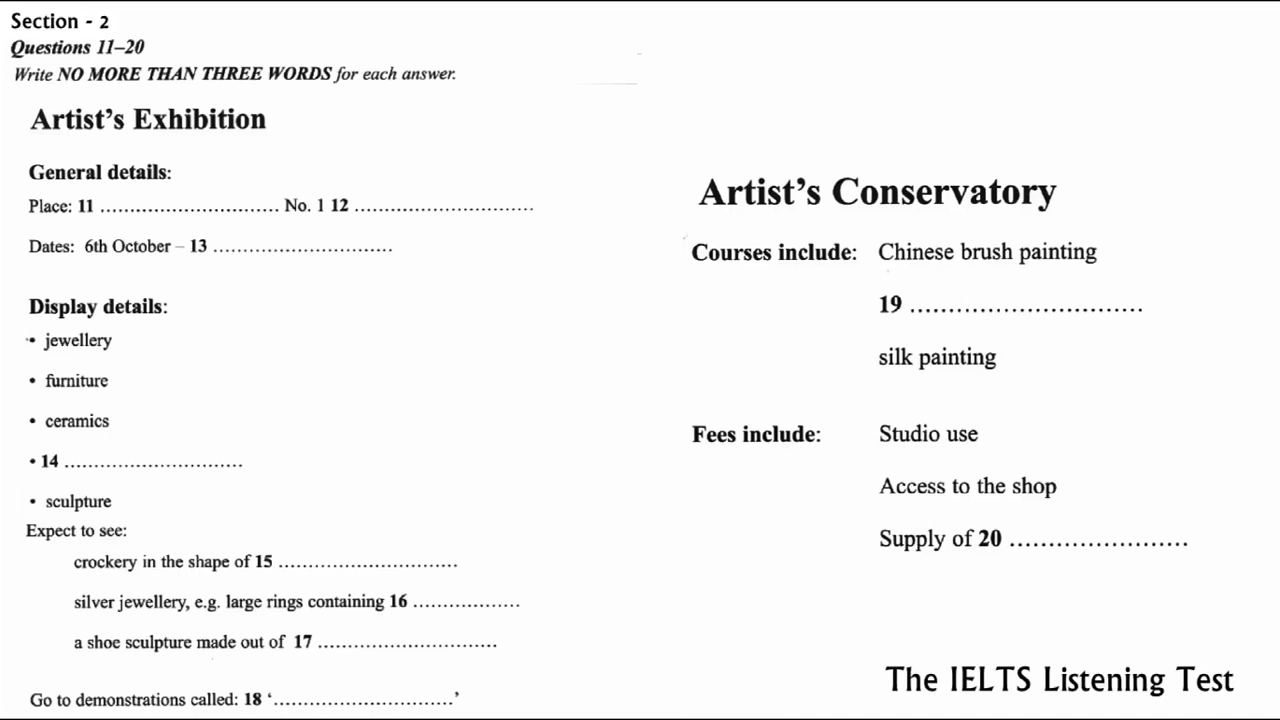 Section - 2
Questions 11–20
Write NO MORE THAN THREE WORDS for each answer.
Artist's Exhibition
General details:
Place: 11 .............................. No. 1 12 ..............................
Dates: 6th October – 13 ..............................
Display details:
• jewellery
• furniture
• ceramics
• 14 ..............................
• sculpture
Expect to see:
crockery in the shape of 15 ..............................
silver jewellery, e.g. large rings containing 16 ..................
a shoe sculpture made out of 17 ..............................
Go to demonstrations called: 18 ‘..............................’
Artist's Conservatory
Courses include: Chinese brush painting
19 ..............................
silk painting
Fees include: Studio use
Access to the shop
Supply of 20 .......................
The IELTS Listening Test